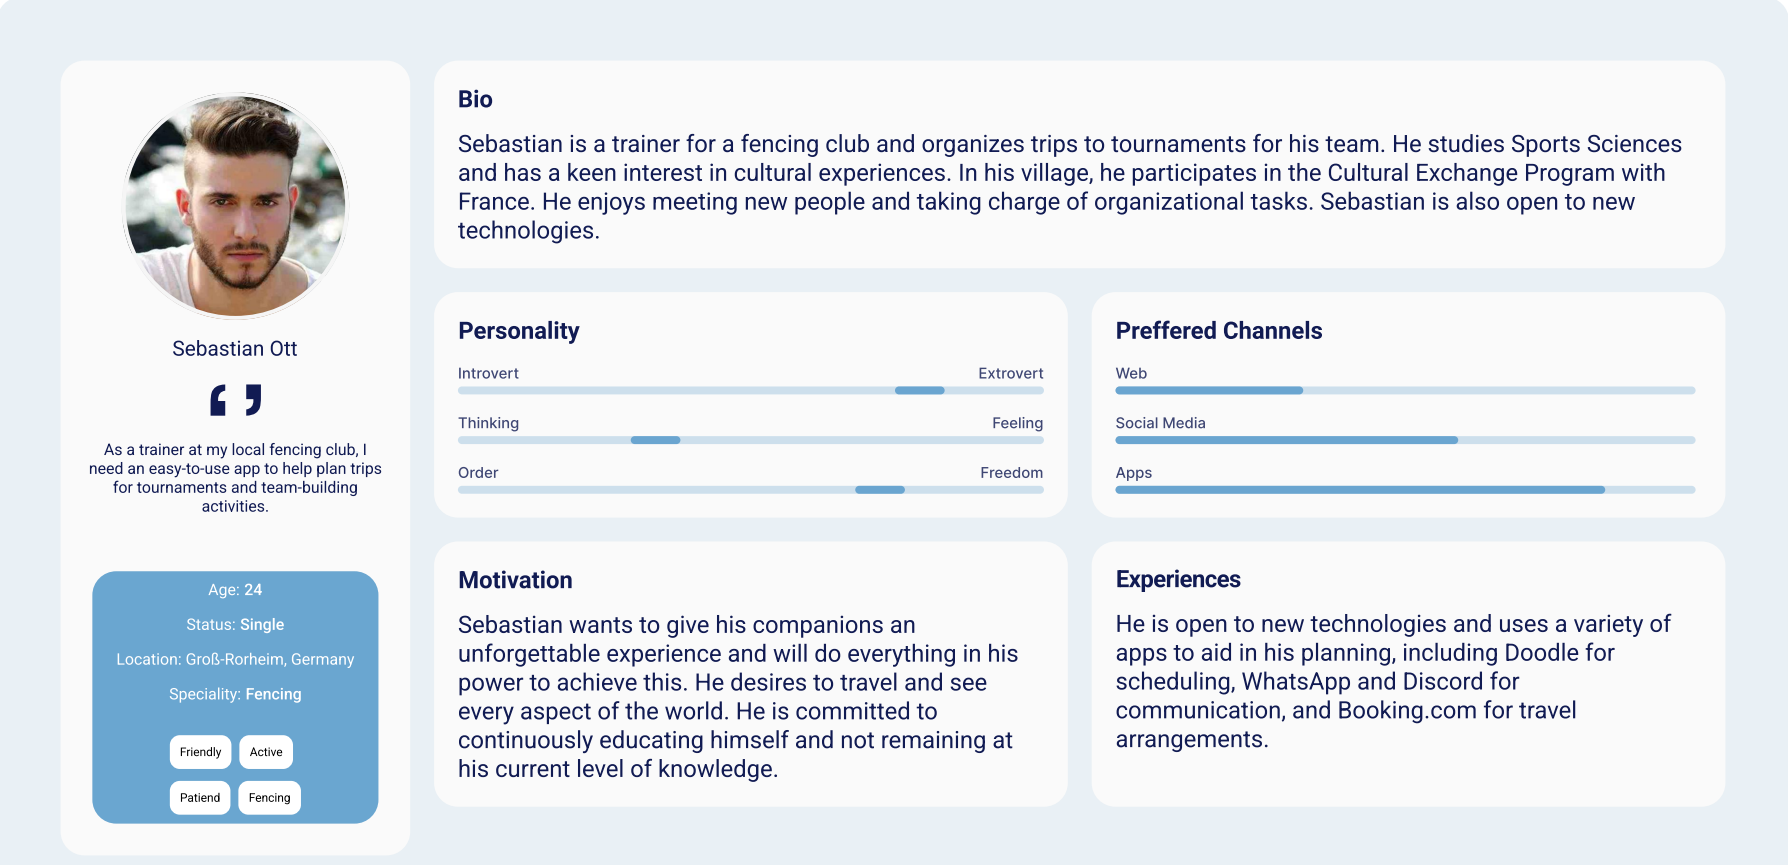 Sebastian Ott
As a trainer at my local fencing club, I
need an easy-to-use app to help plan trips
for tournaments and team-building
activities.
Age: 24
Status: Single
Location: Groß-Rorheim, Germany
Speciality: Fencing
Friendly Active
Patiend Fencing
Bio
Sebastian is a trainer for a fencing club and organizes trips to tournaments for his team. He studies Sports Sciences
and has a keen interest in cultural experiences. In his village, he participates in the Cultural Exchange Program with
France. He enjoys meeting new people and taking charge of organizational tasks. Sebastian is also open to new
technologies.
Personality
Introvert Extrovert
Thinking Feeling
Order Freedom
Preffered Channels
Web
Social Media
Apps
Motivation
Sebastian wants to give his companions an
unforgettable experience and will do everything in his
power to achieve this. He desires to travel and see
every aspect of the world. He is committed to
continuously educating himself and not remaining at
his current level of knowledge.
Experiences
He is open to new technologies and uses a variety of
apps to aid in his planning, including Doodle for
scheduling, WhatsApp and Discord for
communication, and Booking.com for travel
arrangements.